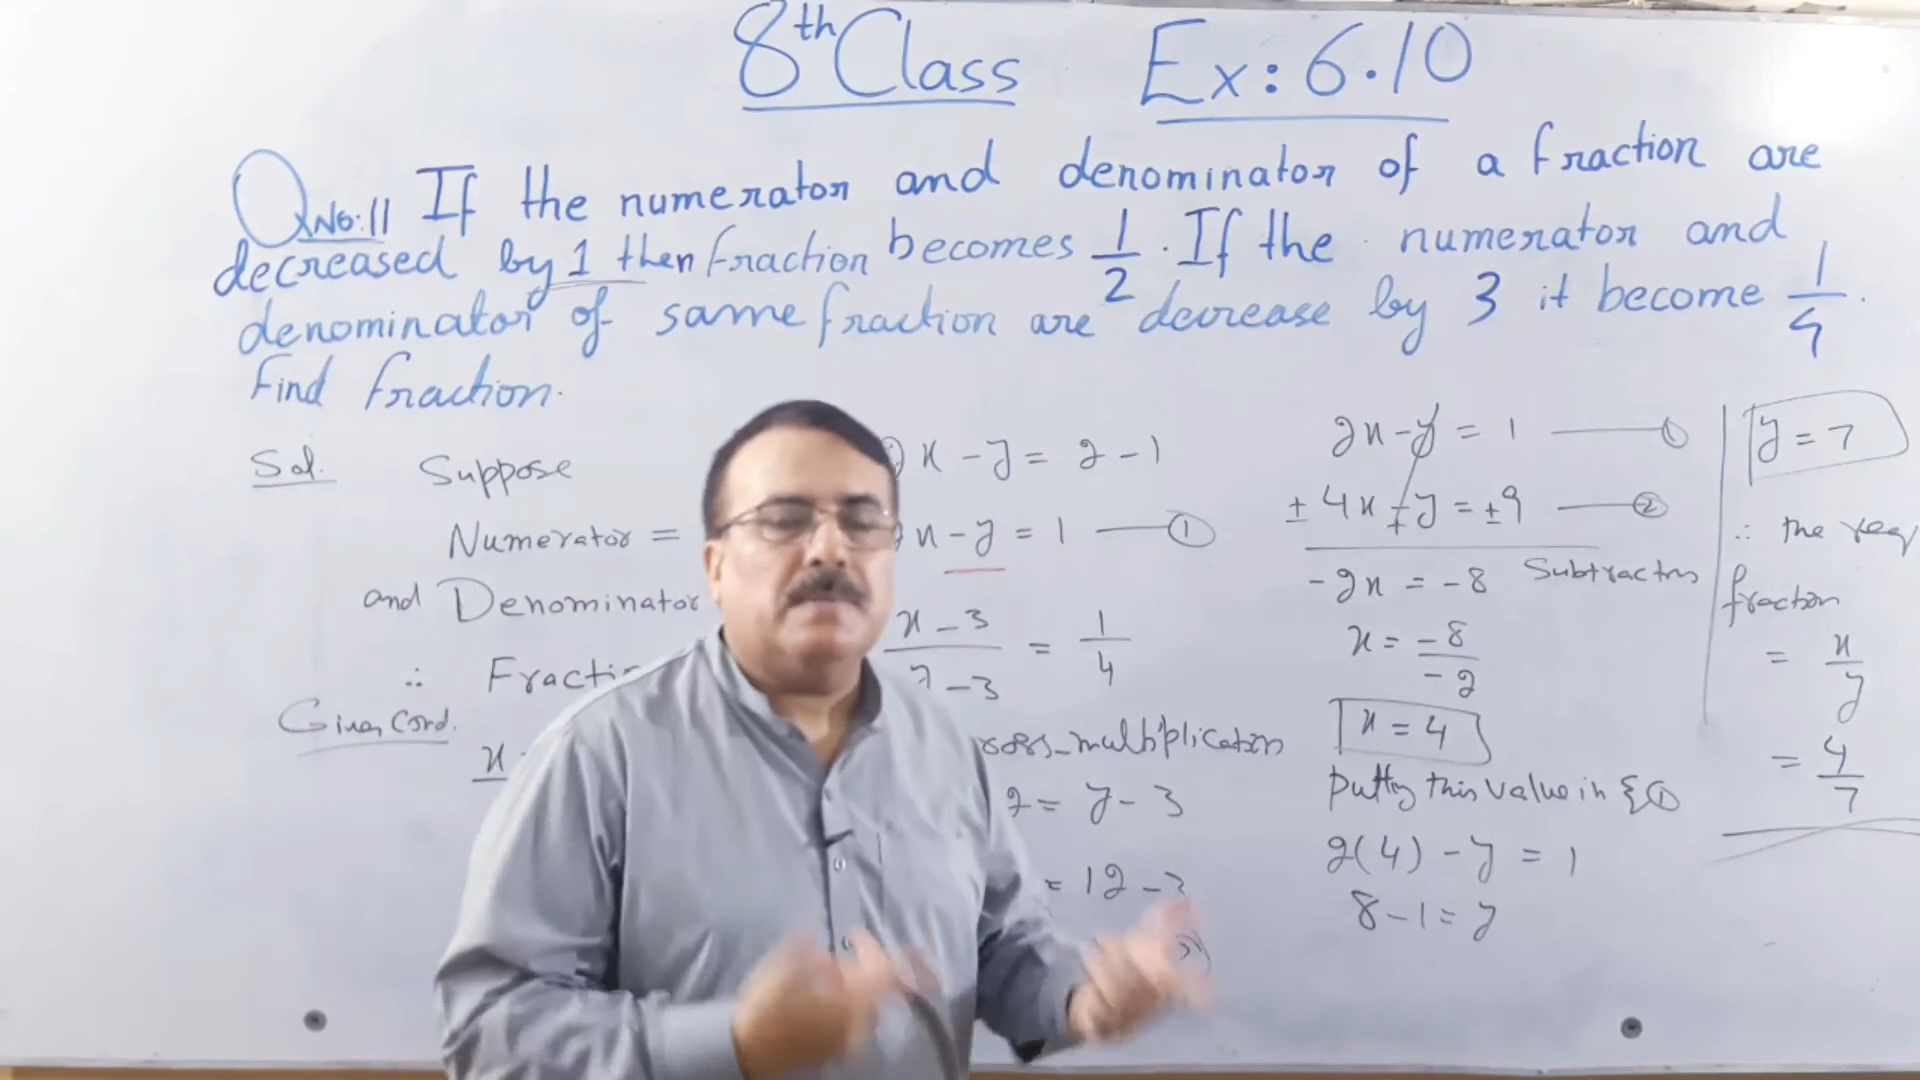 8th Class Ex: 6.10
Q No: 11 If the numerator and denominator of a fraction are
decreased by 1 then fraction becomes 1/2. If the numerator and
denominator of same fraction are decrease by 3 it become 1/4.
Find fraction.
Sol. Suppose
Numerator =
and Denominator
∴ Fracti
Given Cond.
x
x - y = 2 - 1
x - y = 1 ——— ①
x - 3 / y - 3 = 1/4
cross-multiplication
2 = y - 3
= 12 - 3
2x - y = 1 ——— ①
± 4x ∓ y = ± 9 ——— ②
-2x = -8 Subtracting
x = -8 / -2
x = 4
Putting this value in ①
2(4) - y = 1
8 - 1 = y
y = 7
∴ the req
fraction
= x/y
= 4/7